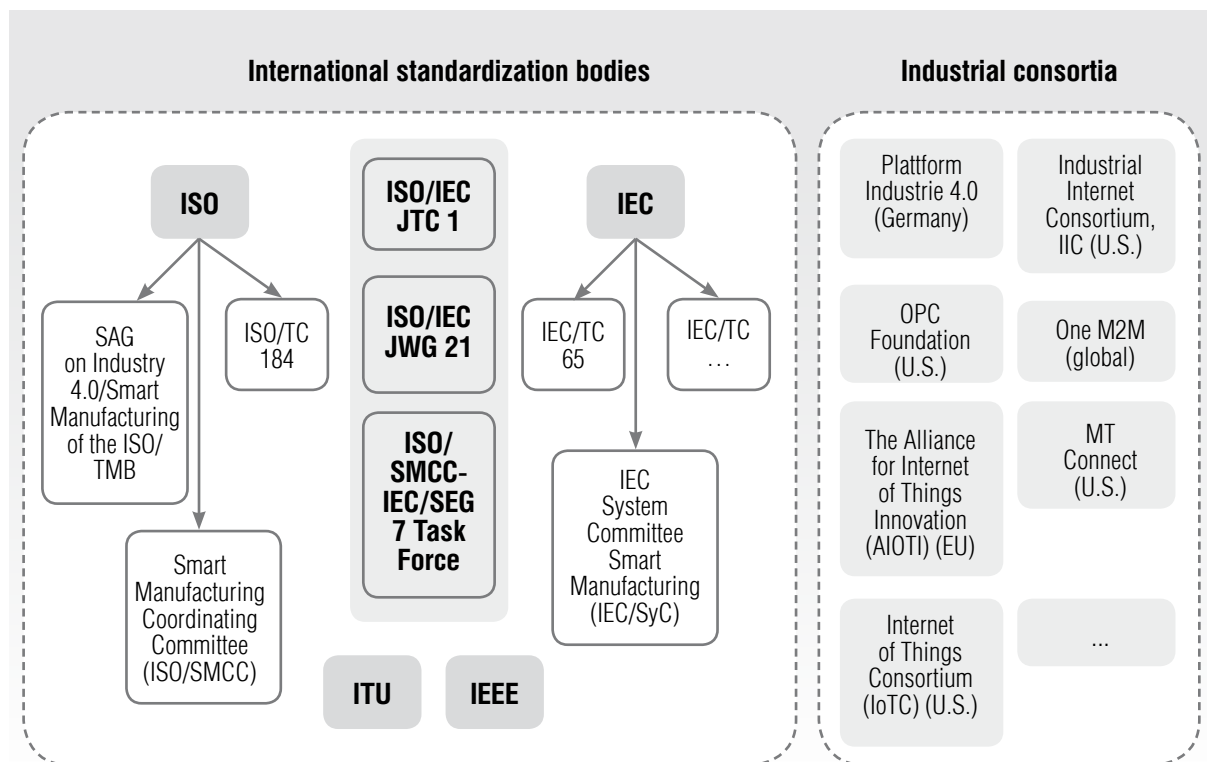 International standardization bodies
Industrial consortia
ISO
SAG
on Industry
4.0/Smart
Manufacturing
of the ISO/
TMB
ISO/TC
184
Smart
Manufacturing
Coordinating
Committee
(ISO/SMCC)
ISO/IEC
JTC 1
ISO/IEC
JWG 21
ISO/
SMCC-
IEC/SEG
7 Task
Force
IEC
IEC/TC
65
IEC/TC
...
IEC
System
Committee
Smart
Manufacturing
(IEC/SyC)
ITU
IEEE
Plattform
Industrie 4.0
(Germany)
Industrial
Internet
Consortium,
IIC (U.S.)
OPC
Foundation
(U.S.)
One M2M
(global)
The Alliance
for Internet
of Things
Innovation
(AIOTI) (EU)
MT
Connect
(U.S.)
Internet
of Things
Consortium
(IoTC) (U.S.)
...